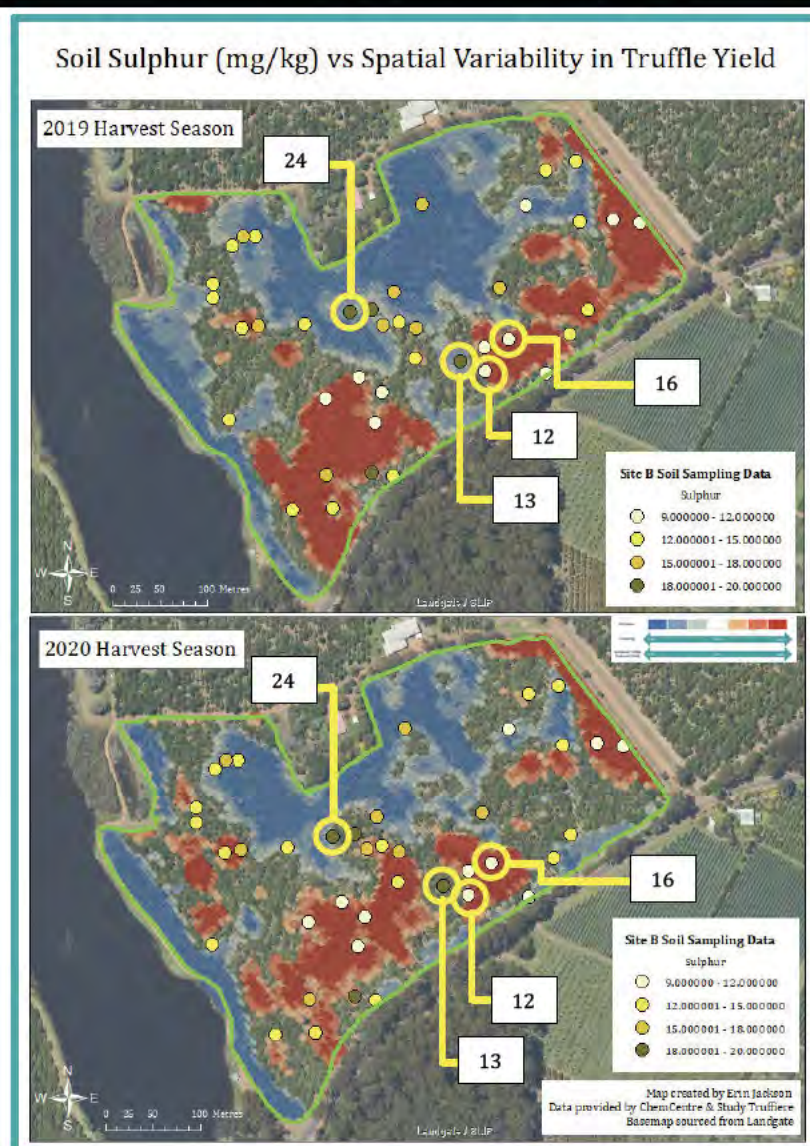 Soil Sulphur (mg/kg) vs Spatial Variability in Truffle Yield
2019 Harvest Season
24
16
12
13
Site B Soil Sampling Data
Sulphur
9.000000 - 12.000000
12.000001 - 15.000000
15.000001 - 18.000000
18.000001 - 20.000000
N
W E
S
0 25 50 100 Metres
Landgate / SLIP
2020 Harvest Season
24
16
12
13
Site B Soil Sampling Data
Sulphur
9.000000 - 12.000000
12.000001 - 15.000000
15.000001 - 18.000000
18.000001 - 20.000000
N
W E
S
0 25 50 100 Metres
Landgate / SLIP
Map created by Erin Jackson
Data provided by ChemCentre & Study Truffiere
Basemap sourced from Landgate